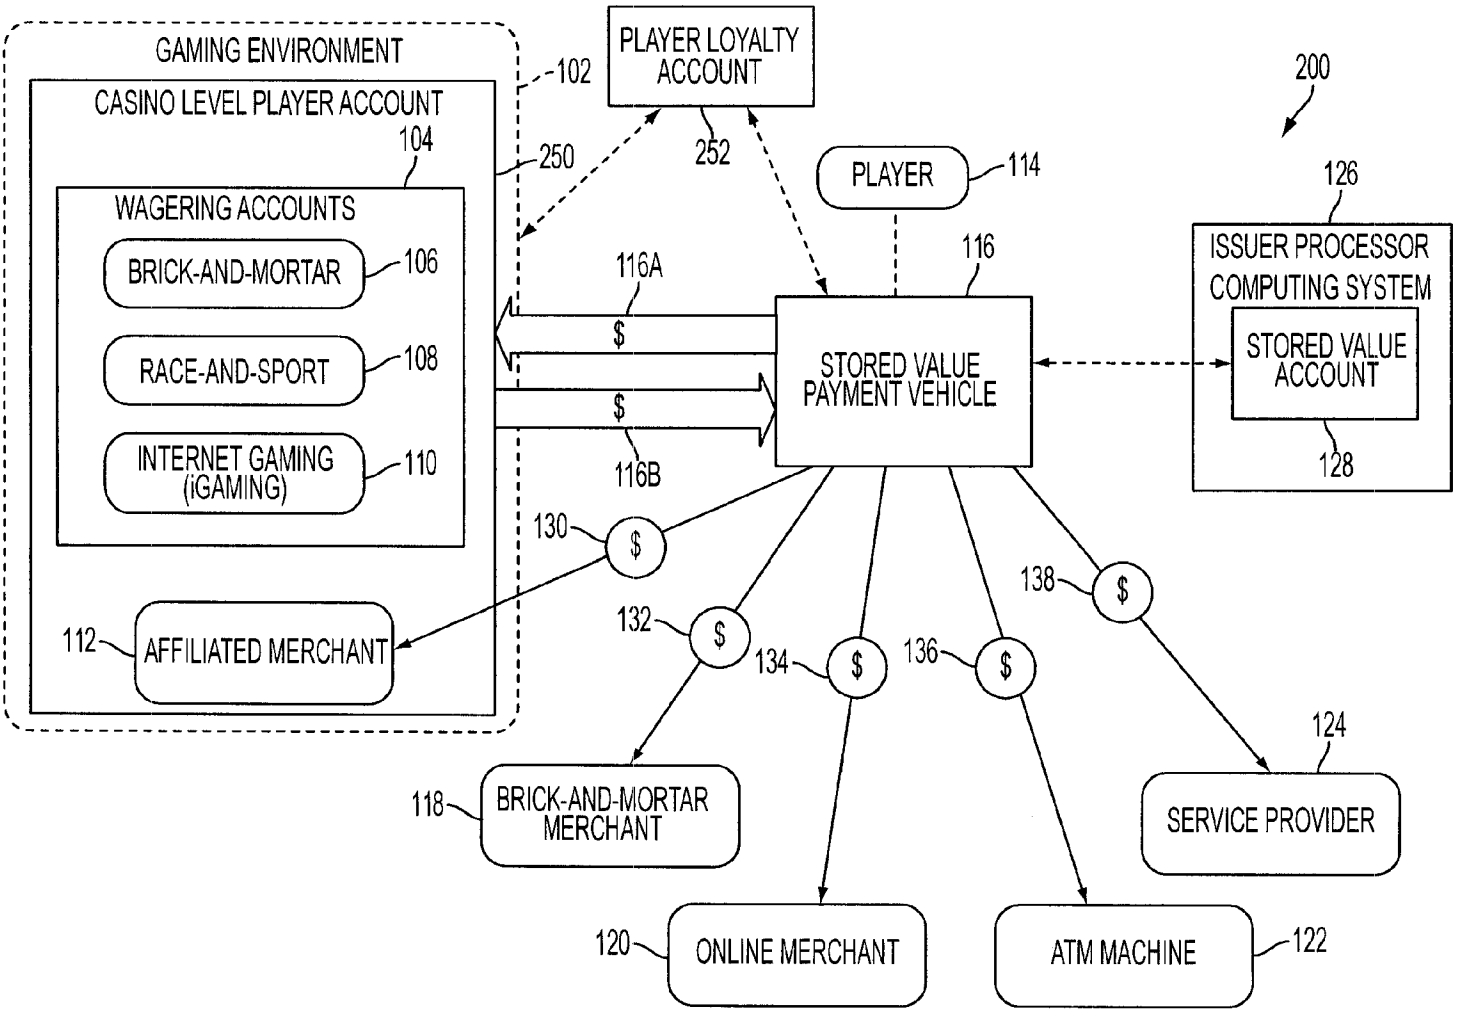 GAMING ENVIRONMENT
102
CASINO LEVEL PLAYER ACCOUNT
104
250
WAGERING ACCOUNTS
BRICK-AND-MORTAR
106
RACE-AND-SPORT
108
INTERNET GAMING
(iGAMING)
110
112
AFFILIATED MERCHANT
PLAYER LOYALTY
ACCOUNT
252
PLAYER
114
200
116A
$
$
116B
116
STORED VALUE
PAYMENT VEHICLE
126
ISSUER PROCESSOR
COMPUTING SYSTEM
STORED VALUE
ACCOUNT
128
130
$
132
$
134
$
136
$
138
$
118
BRICK-AND-MORTAR
MERCHANT
120
ONLINE MERCHANT
ATM MACHINE
122
124
SERVICE PROVIDER